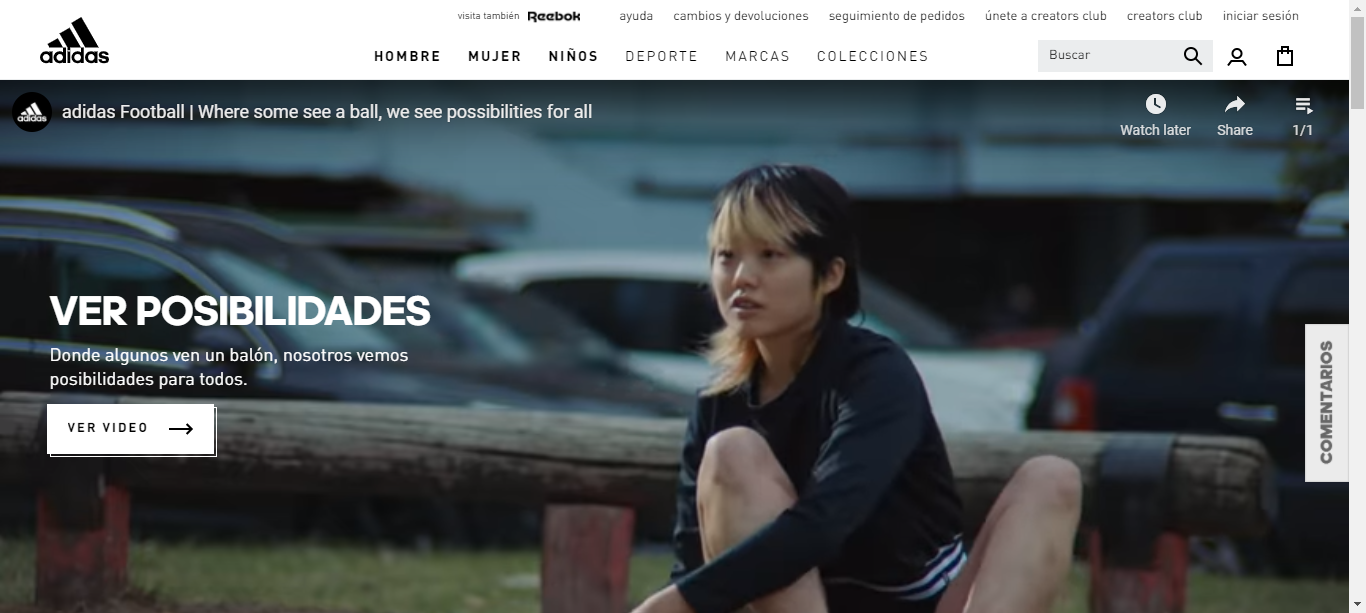 visita también Reebok ayuda cambios y devoluciones seguimiento de pedidos únete a creators club creators club iniciar sesión
adidas
HOMBRE MUJER NIÑOS DEPORTE MARCAS COLECCIONES Buscar
adidas adidas Football | Where some see a ball, we see possibilities for all
Watch later Share 1/1
VER POSIBILIDADES
Donde algunos ven un balón, nosotros vemos
posibilidades para todos.
VER VIDEO
COMENTARIOS